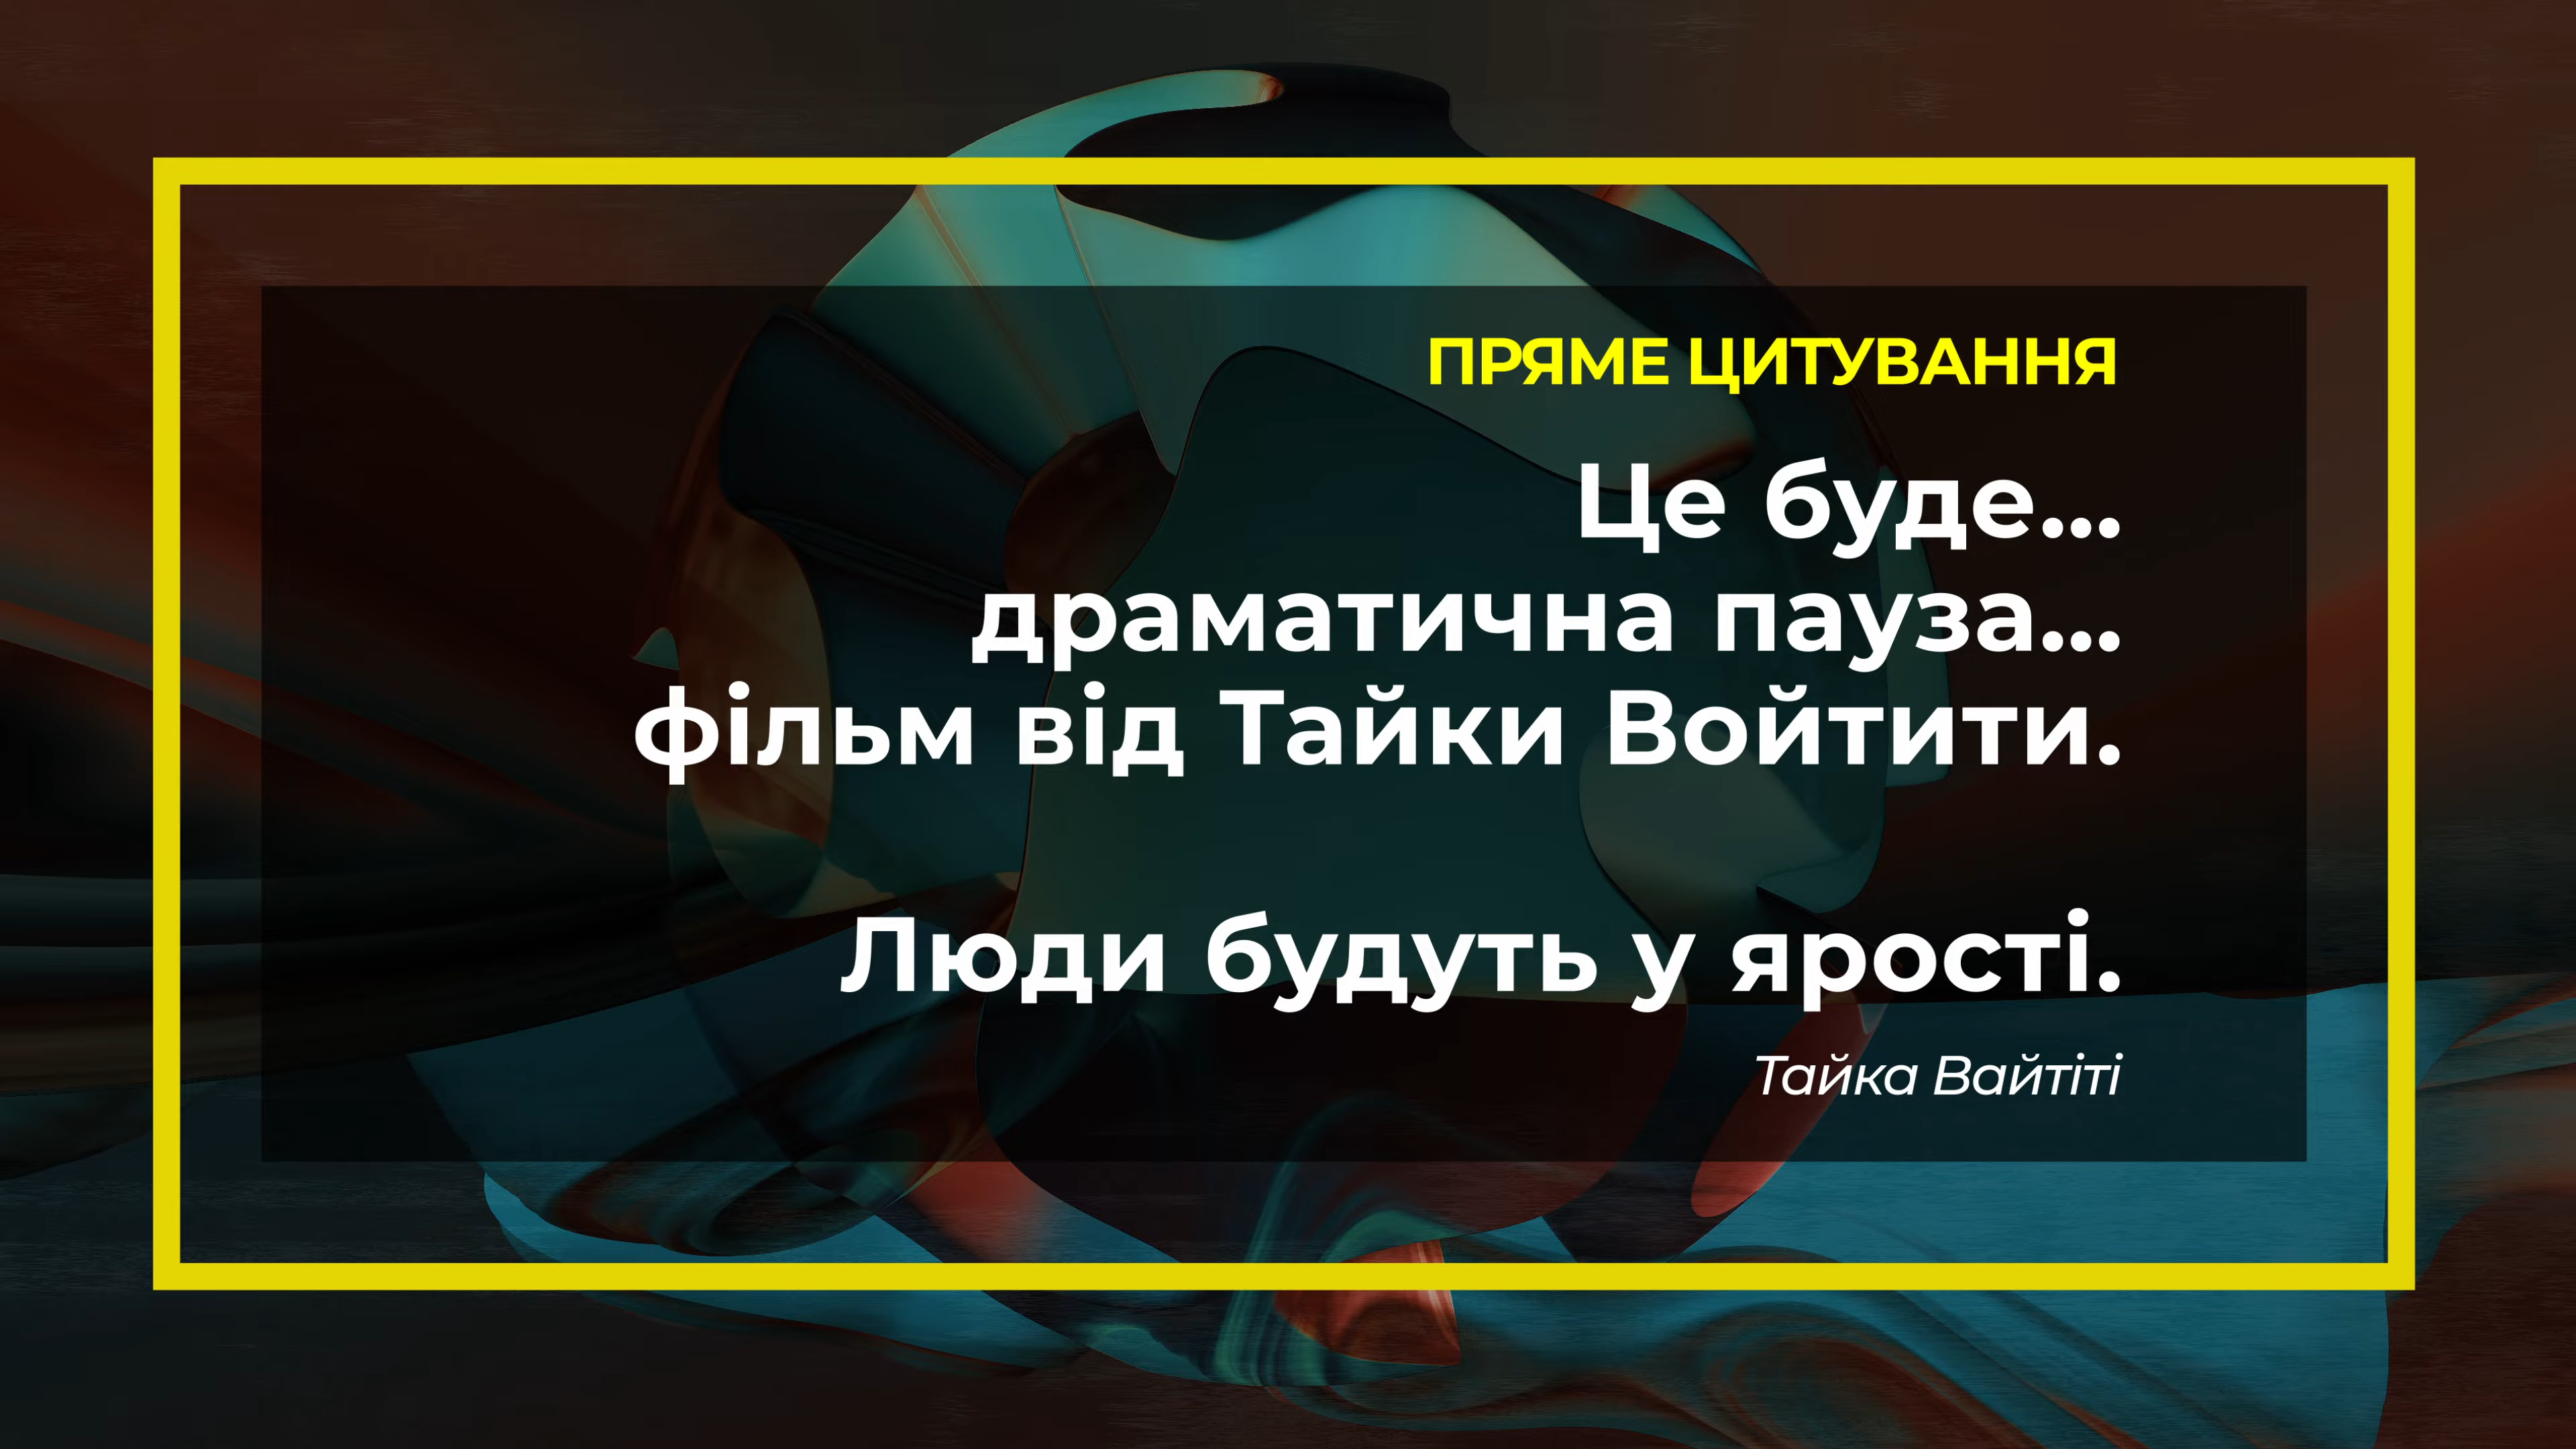 ПРЯМЕ ЦИТУВАННЯ
Це буде...
драматична пауза...
фільм від Тайки Войтити.
Люди будуть у ярості.
Тайка Вайтіті